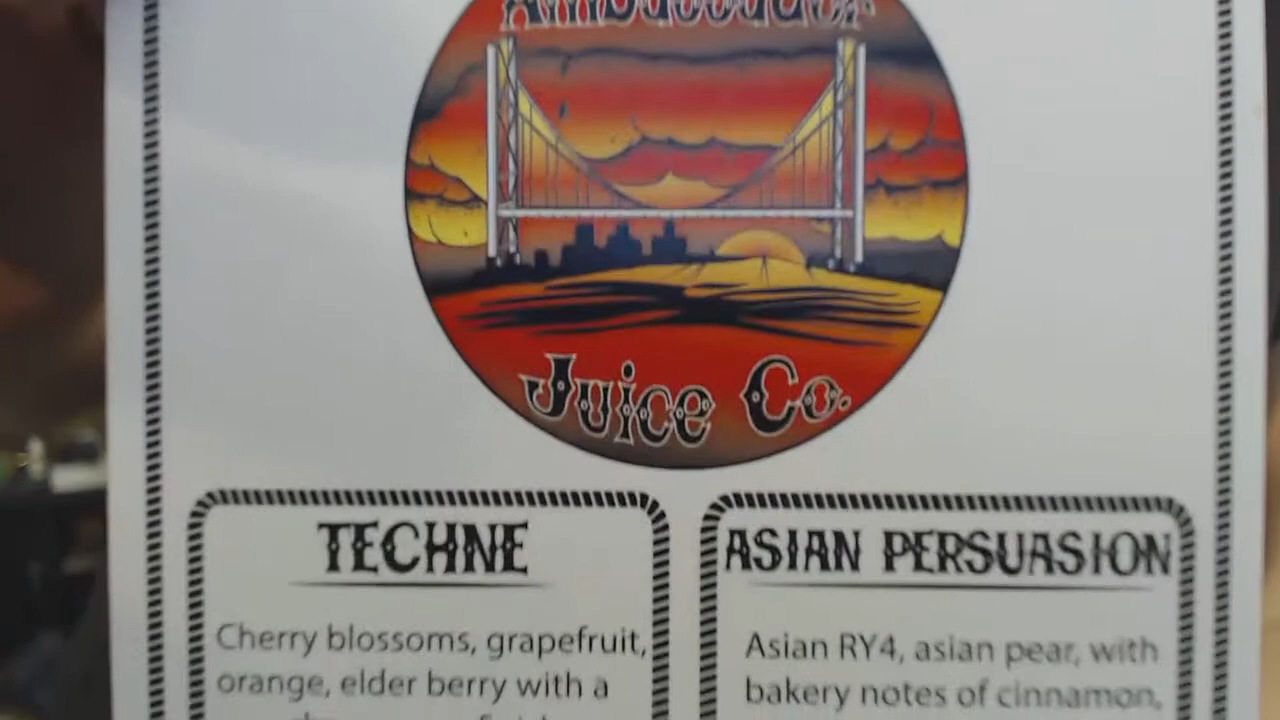 Ambassador
Juice Co.
TECHNE
Cherry blossoms, grapefruit,
orange, elder berry with a
ASIAN PERSUASION
Asian RY4, asian pear, with
bakery notes of cinnamon,